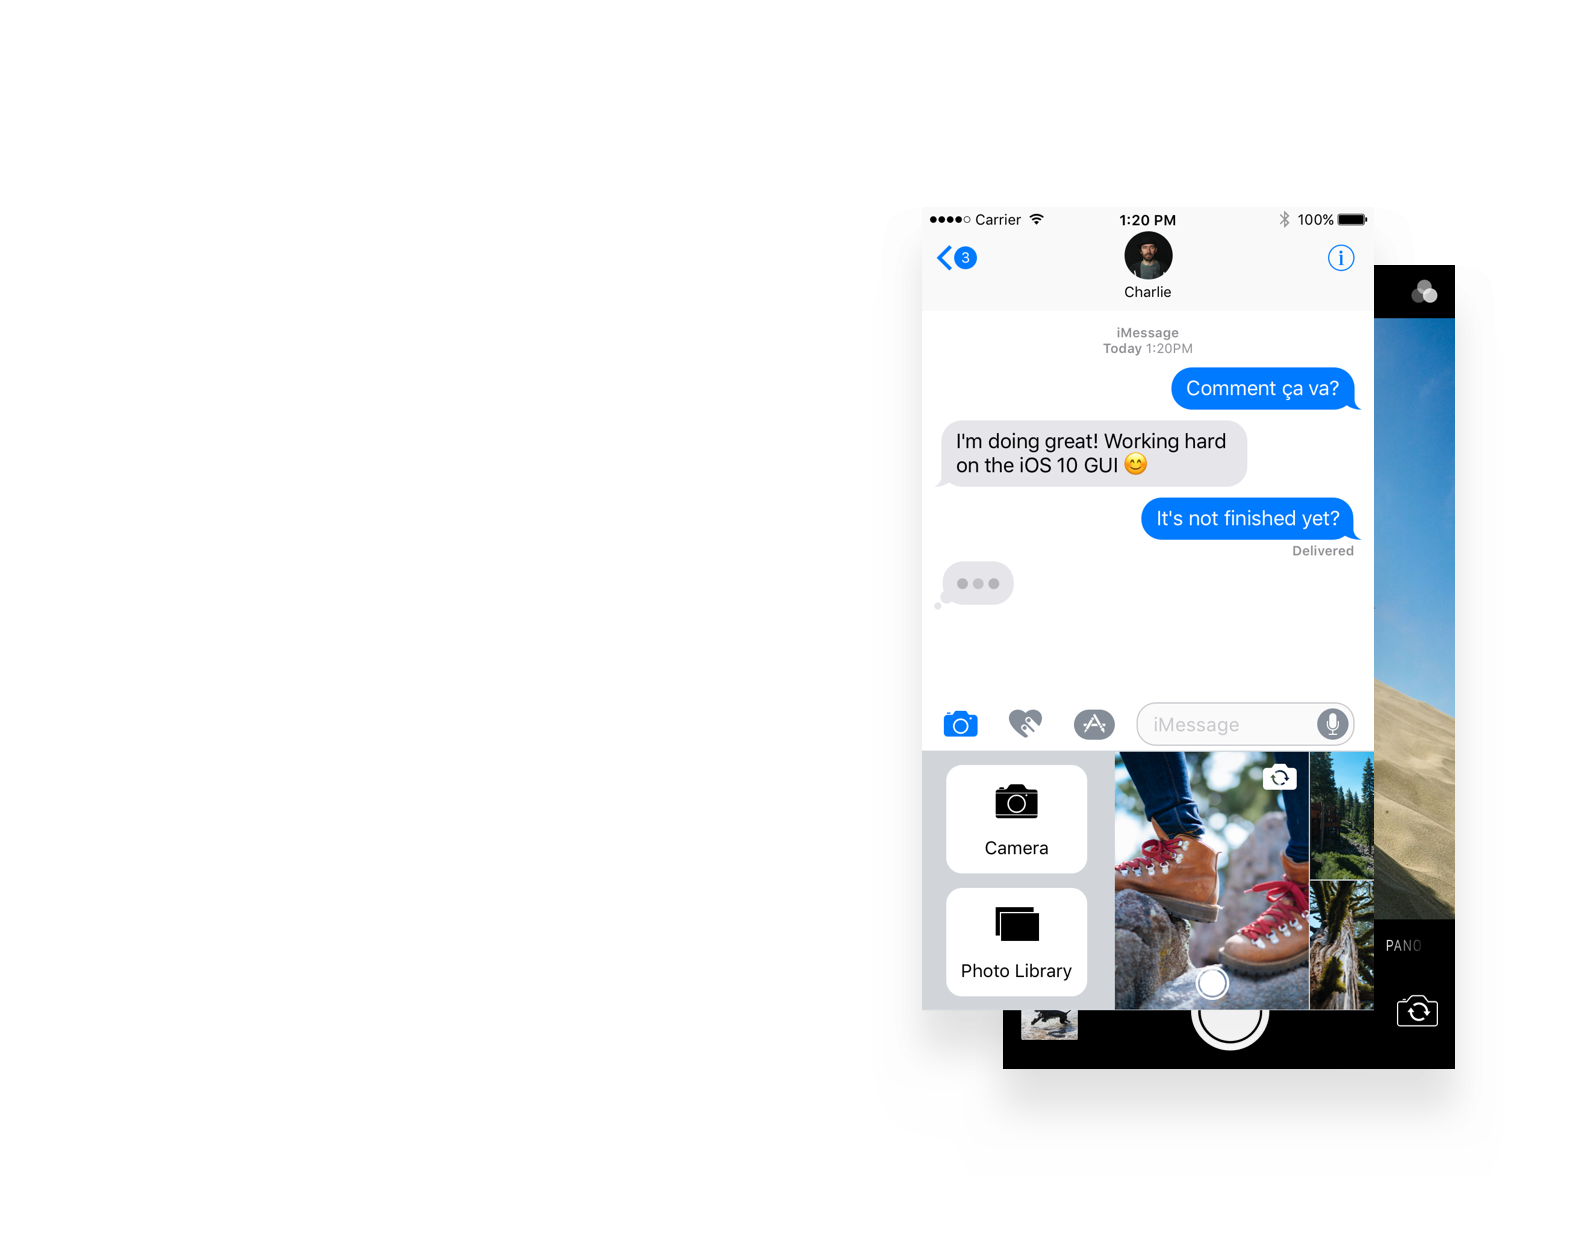 Carrier 1:20 PM 100%
3
Charlie
iMessage
Today 1:20PM
Comment ça va?
I'm doing great! Working hard
on the iOS 10 GUI 😊
It's not finished yet?
Delivered
iMessage
Camera
Photo Library
PANO